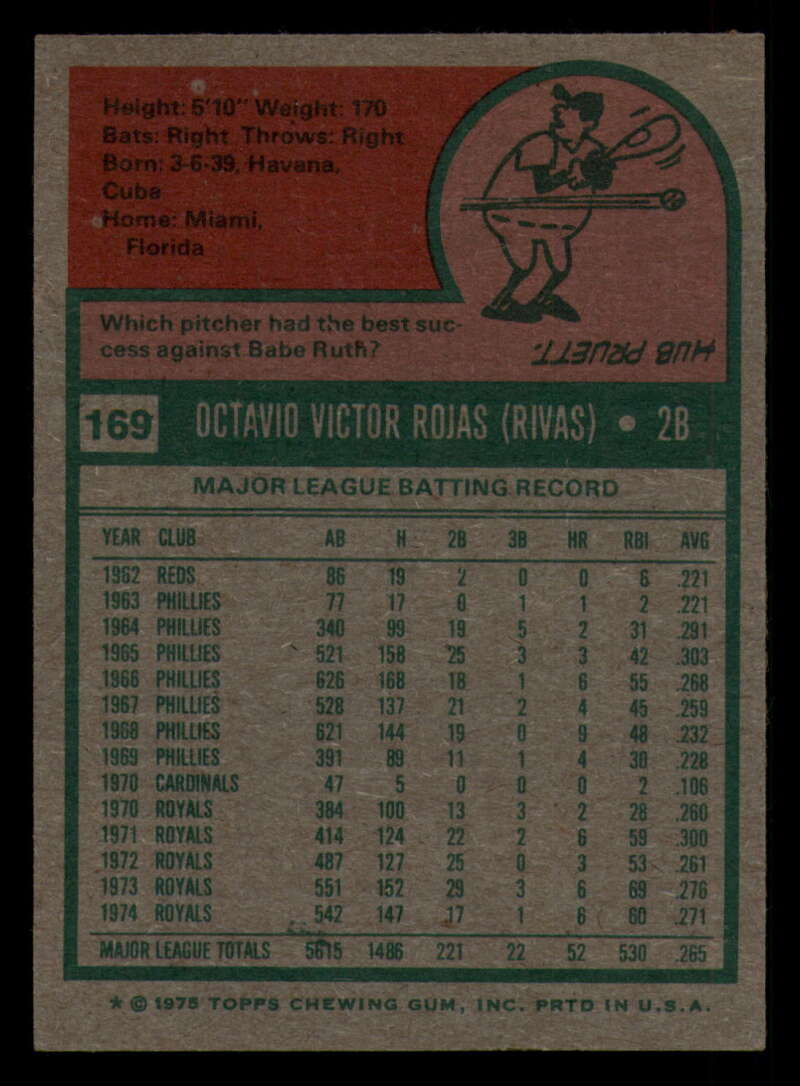 Height: 5'10" Weight: 170
Bats: Right Throws: Right
Born: 3-6-39, Havana,
Cuba
Home: Miami,
Florida
Which pitcher had the best suc-
cess against Babe Ruth?
HUB PRUETT.
169 OCTAVIO VICTOR ROJAS (RIVAS) • 2B
MAJOR LEAGUE BATTING RECORD
YEAR CLUB AB H 2B 3B HR RBI AVG
1962 REDS 86 19 2 0 0 6 .221
1963 PHILLIES 77 17 0 1 1 2 .221
1964 PHILLIES 340 99 19 5 2 31 .291
1965 PHILLIES 521 158 25 3 3 42 .303
1966 PHILLIES 626 168 18 1 6 55 .268
1967 PHILLIES 528 137 21 2 4 45 .259
1968 PHILLIES 621 144 19 0 9 48 .232
1969 PHILLIES 391 89 11 1 4 30 .228
1970 CARDINALS 47 5 0 0 0 2 .106
1970 ROYALS 384 100 13 3 2 28 .260
1971 ROYALS 414 124 22 2 6 59 .300
1972 ROYALS 487 127 25 0 3 53 .261
1973 ROYALS 551 152 29 3 6 69 .276
1974 ROYALS 542 147 17 1 6 60 .271
MAJOR LEAGUE TOTALS 5615 1486 221 22 52 530 .265
* © 1975 TOPPS CHEWING GUM, INC. PRTD IN U.S.A.